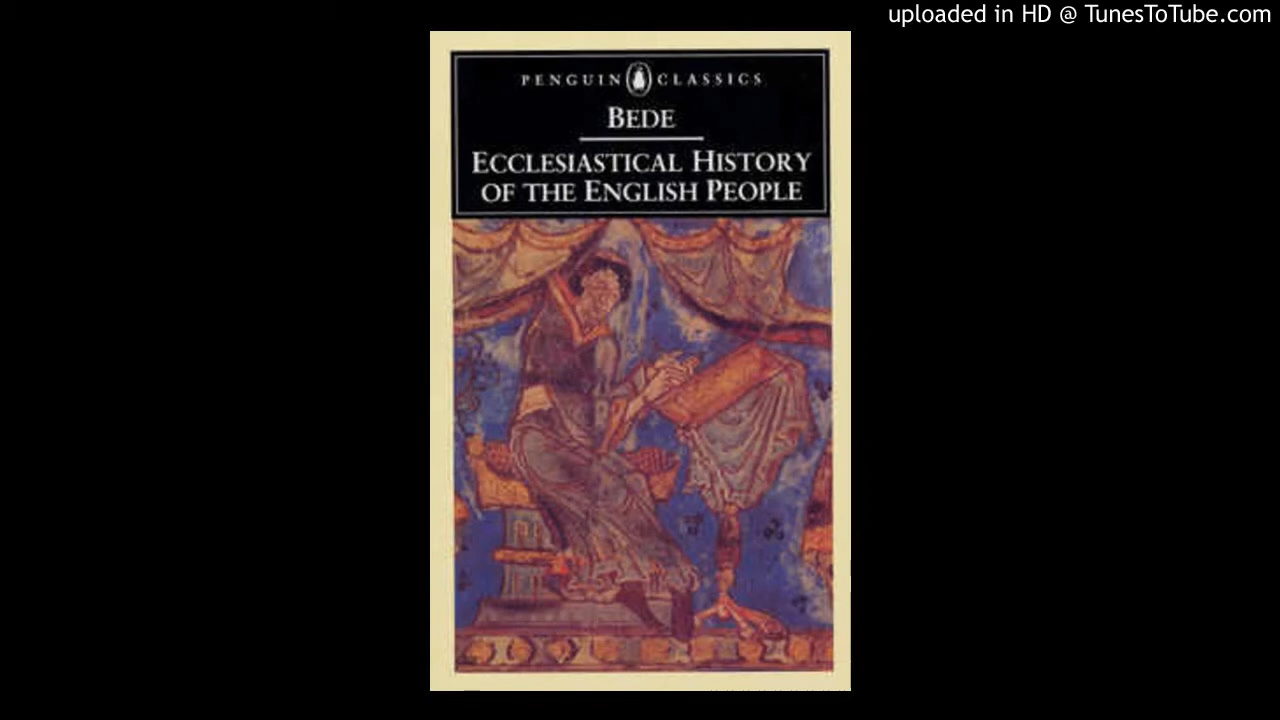 uploaded in HD @ TunesToTube.com
PENGUIN CLASSICS
BEDE
ECCLESIASTICAL HISTORY
OF THE ENGLISH PEOPLE